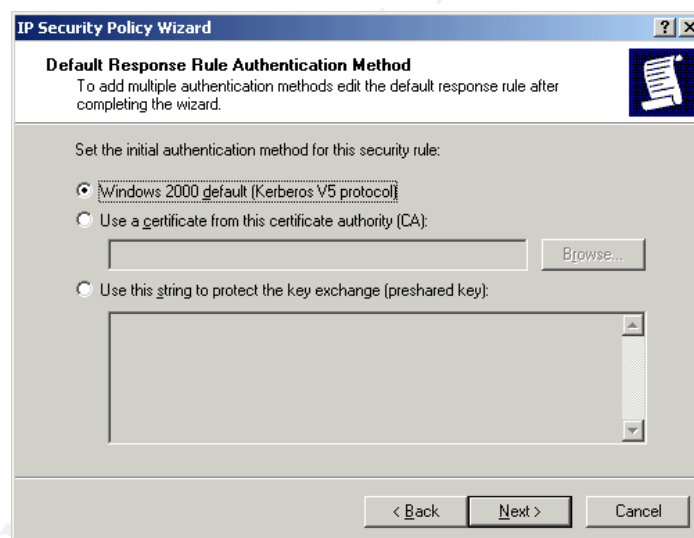 IP Security Policy Wizard
Default Response Rule Authentication Method
To add multiple authentication methods edit the default response rule after
completing the wizard.
Set the initial authentication method for this security rule:
Windows 2000 default (Kerberos V5 protocol)
Use a certificate from this certificate authority (CA):
Browse...
Use this string to protect the key exchange (preshared key):
< Back Next > Cancel